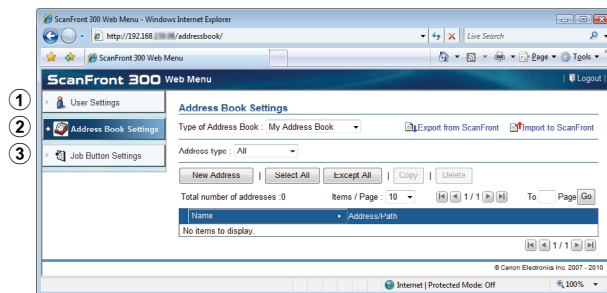 ScanFront 300 Web Menu - Windows Internet Explorer
http://192.168 /addressbook/
Live Search
ScanFront 300 Web Menu
Page
Tools
ScanFront 300 Web Menu
Logout
1
User Settings
2
Address Book Settings
3
Job Button Settings
Address Book Settings
Type of Address Book : My Address Book
Export from ScanFront
Import to ScanFront
Address type : All
New Address | Select All Except All | Copy | Delete
Total number of addresses :0 Items / Page : 10 1 / 1 To Page Go
Name Address/Path
No items to display.
1 / 1
© Canon Electronics Inc. 2007 - 2010
Internet | Protected Mode: Off 100%